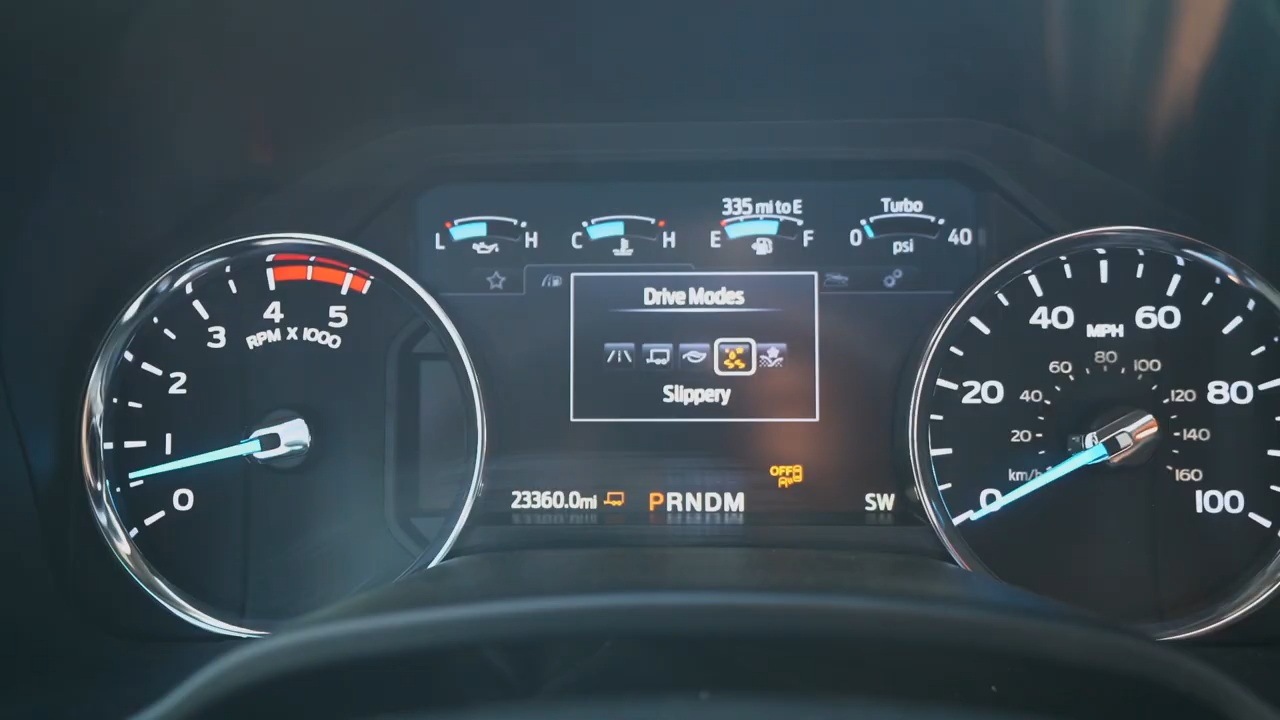 335 mi to E
Turbo
L H
C H
E F
0 psi 40
Drive Modes
Slippery
0 1 2 3 4 5
RPM X 1000
0 20 40 60 80 100
MPH
20 40 60 80 100 120 140 160
km/h
OFF
23360.0mi
PRNDM
SW